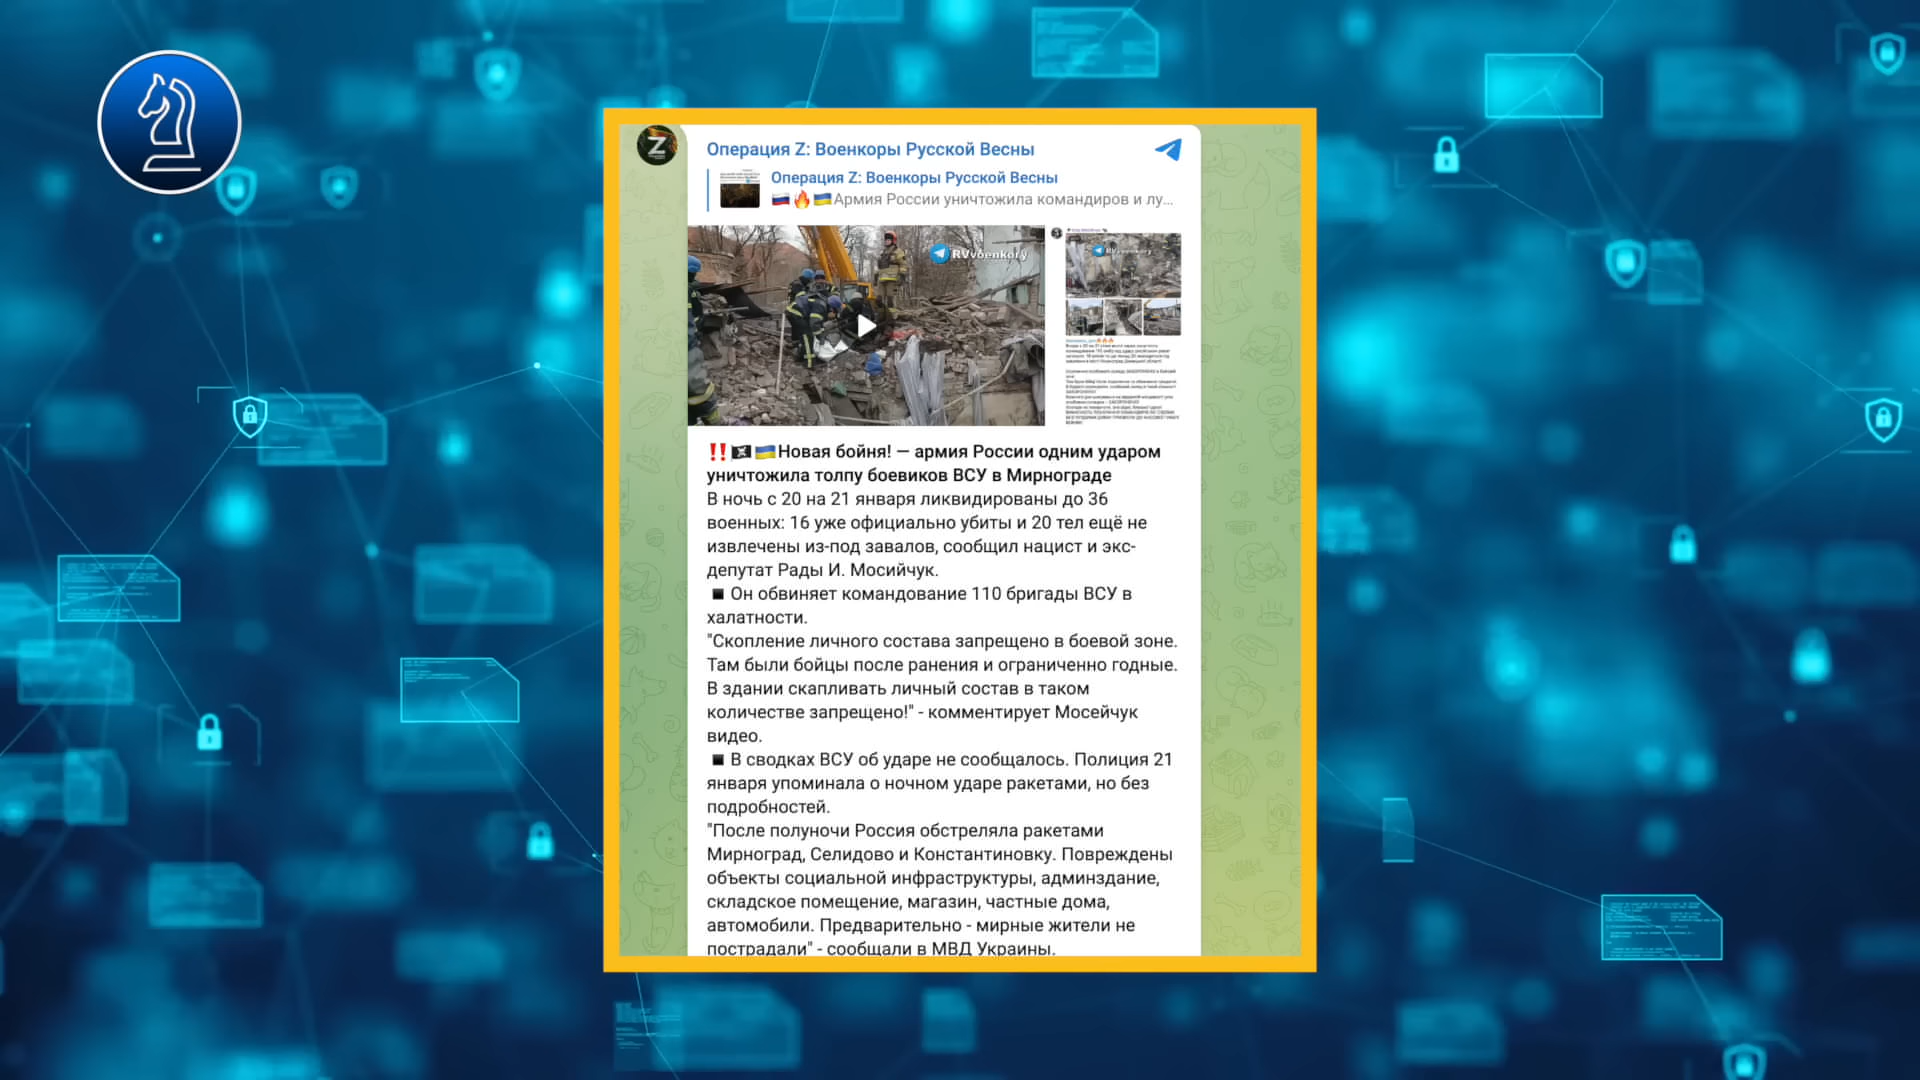 Операция Z: Военкоры Русской Весны
Операция Z: Военкоры Русской Весны
Армия России уничтожила командиров и лу...
RVvoenkory
RVvoenkory
‼️🏴‍☠️🇺🇦Новая бойня! — армия России одним ударом
уничтожила толпу боевиков ВСУ в Мирнограде
В ночь с 20 на 21 января ликвидированы до 36
военных: 16 уже официально убиты и 20 тел ещё не
извлечены из-под завалов, сообщил нацист и экс-
депутат Рады И. Мосийчук.
▪️Он обвиняет командование 110 бригады ВСУ в
халатности.
"Скопление личного состава запрещено в боевой зоне.
Там были бойцы после ранения и ограниченно годные.
В здании скапливать личный состав в таком
количестве запрещено!" - комментирует Мосейчук
видео.
▪️В сводках ВСУ об ударе не сообщалось. Полиция 21
января упоминала о ночном ударе ракетами, но без
подробностей.
"После полуночи Россия обстреляла ракетами
Мирноград, Селидово и Константиновку. Повреждены
объекты социальной инфраструктуры, админздание,
складское помещение, магазин, частные дома,
автомобили. Предварительно - мирные жители не
пострадали" - сообщали в МВД Украины.